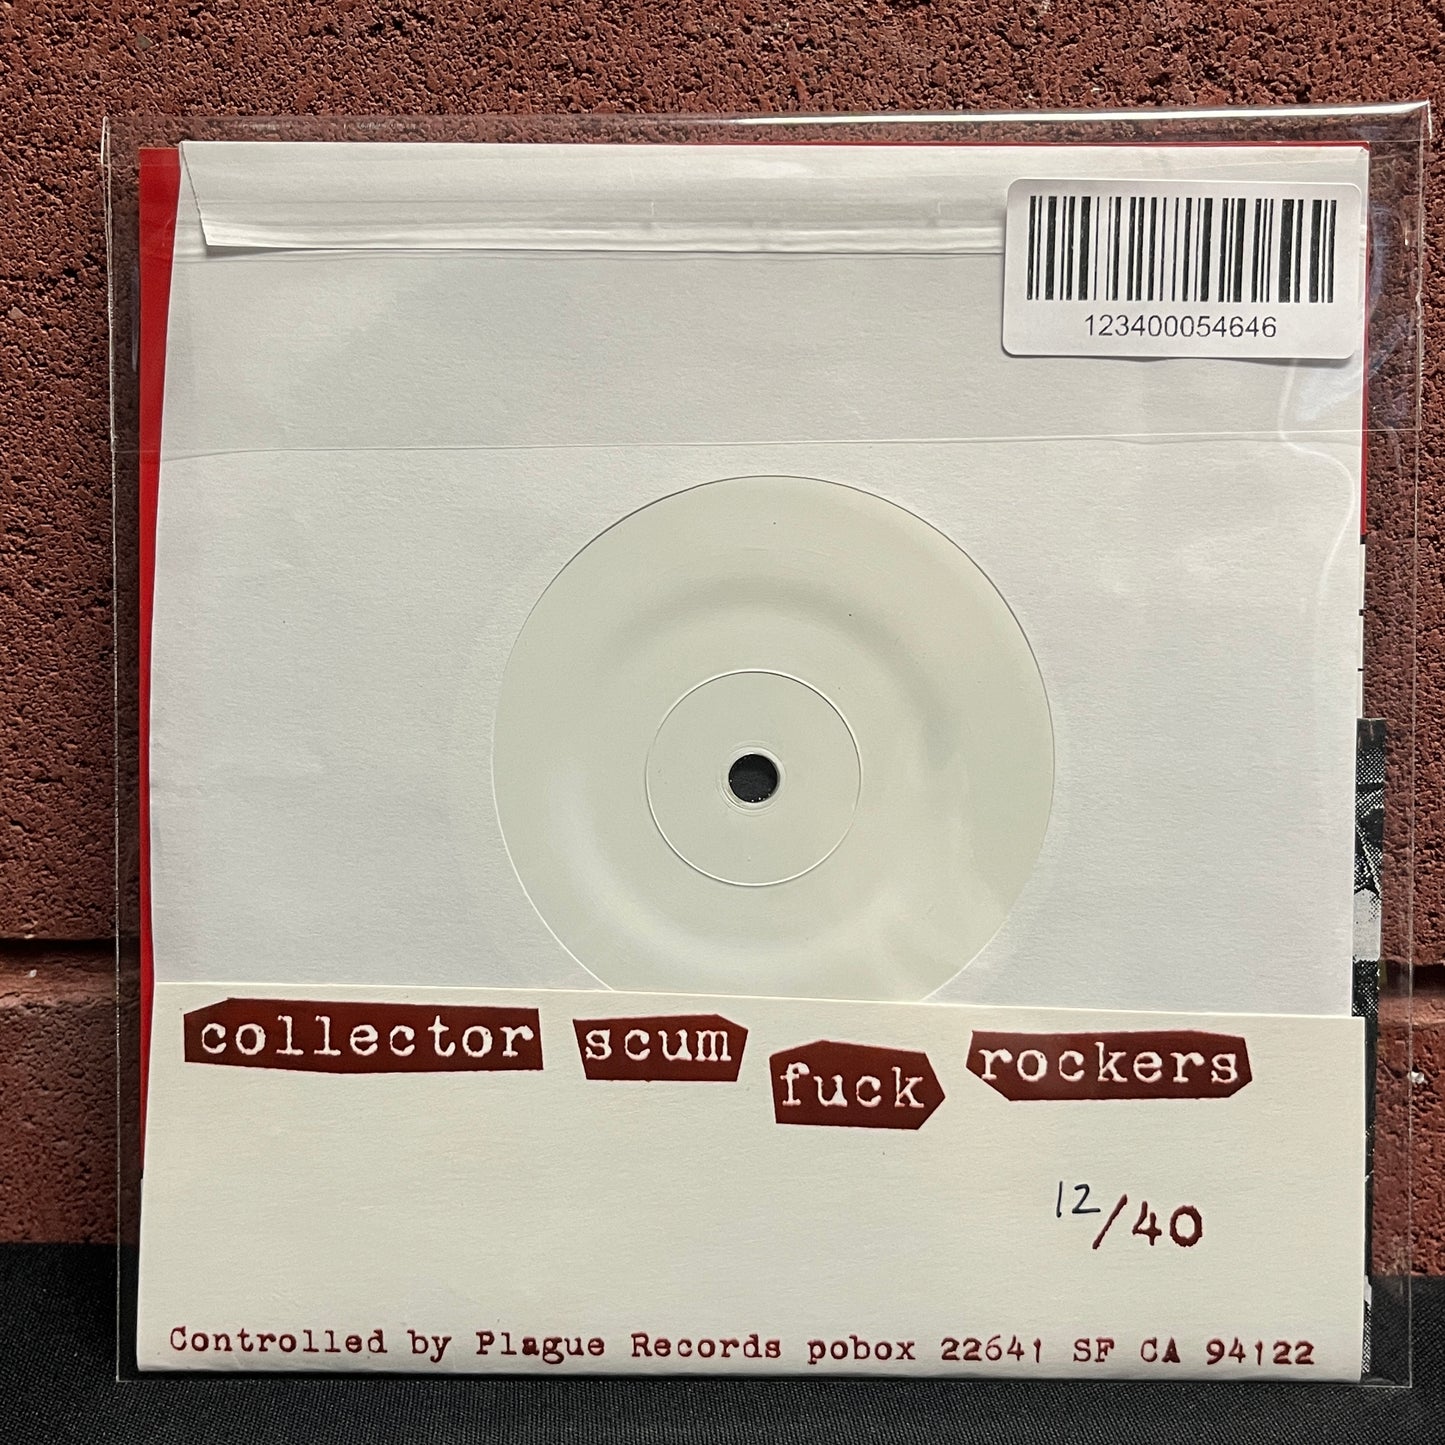 123400054646
collector scum fuck rockers
12/40
Controlled by Plague Records pobox 22641 SF CA 94122